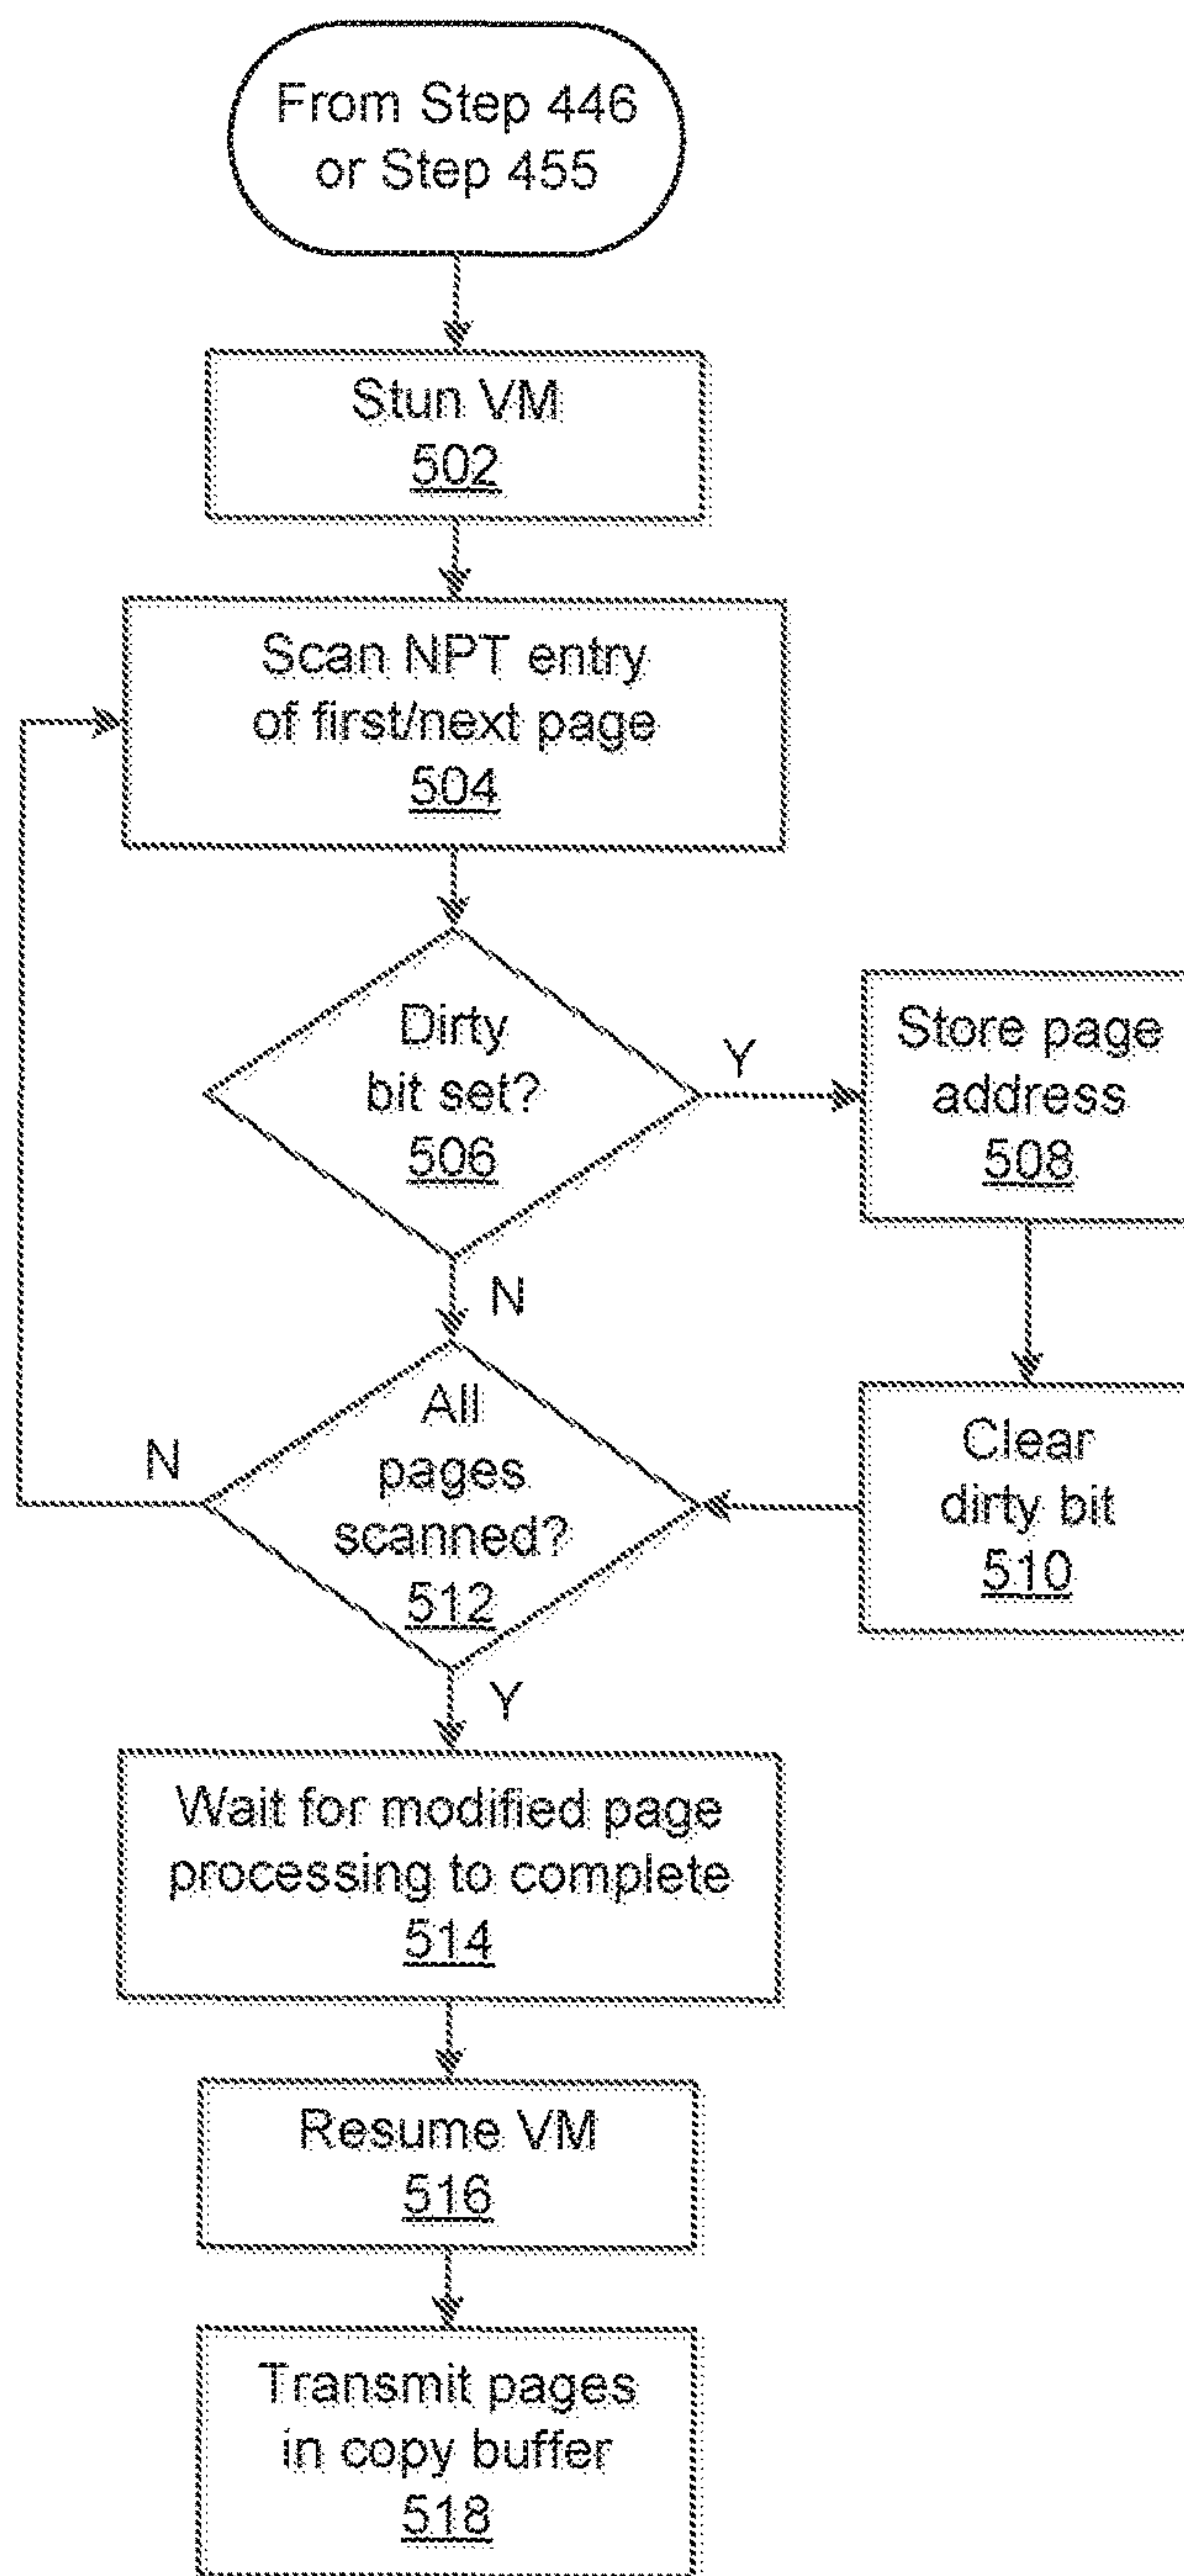 From Step 446
or Step 455
Stun VM
502
Scan NPT entry
of first/next page
504
Dirty
bit set?
506
Y
Store page
address
508
N
All
pages
scanned?
512
N
Clear
dirty bit
510
Y
Wait for modified page
processing to complete
514
Resume VM
516
Transmit pages
in copy buffer
518